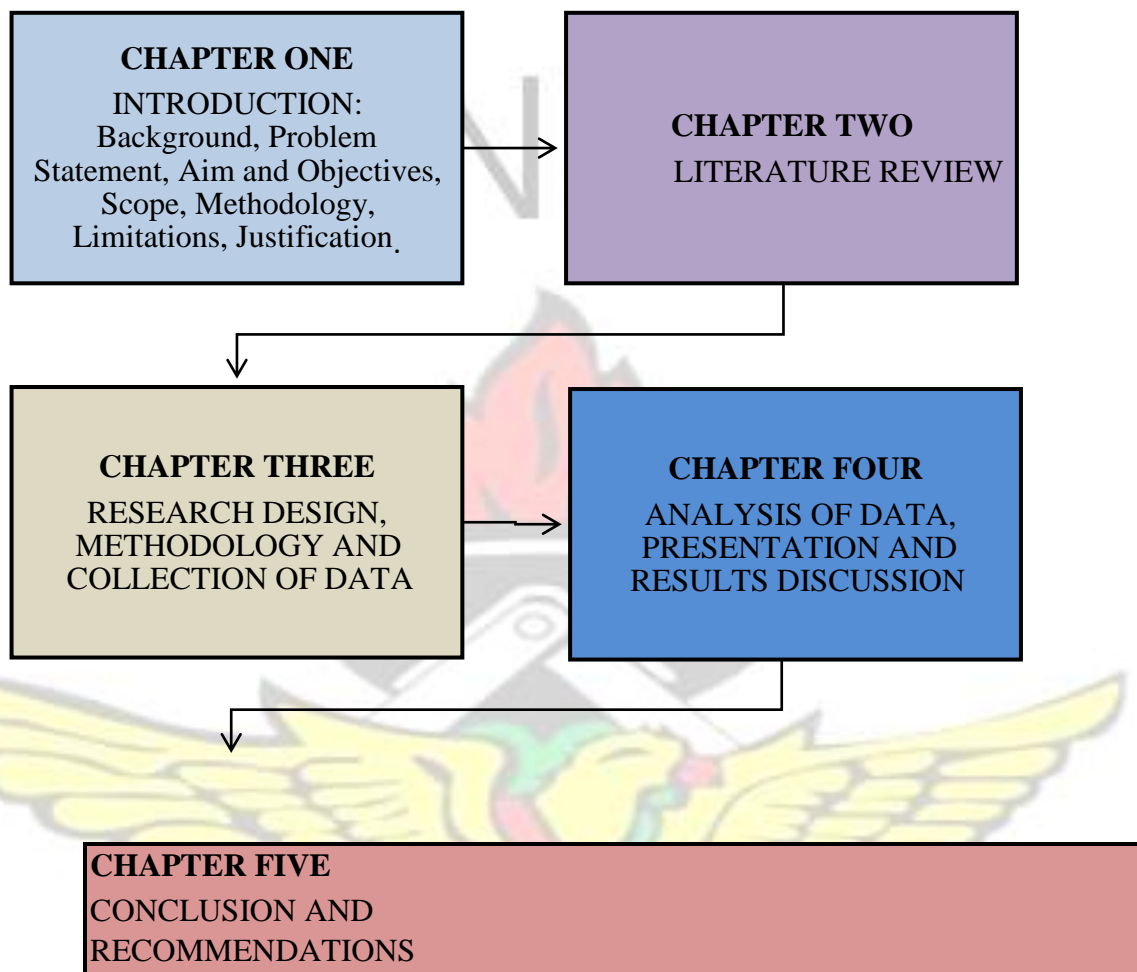 CHAPTER ONE
INTRODUCTION:
Background, Problem
Statement, Aim and Objectives,
Scope, Methodology,
Limitations, Justification.
CHAPTER TWO
LITERATURE REVIEW
CHAPTER THREE
RESEARCH DESIGN,
METHODOLOGY AND
COLLECTION OF DATA
CHAPTER FOUR
ANALYSIS OF DATA,
PRESENTATION AND
RESULTS DISCUSSION
CHAPTER FIVE
CONCLUSION AND
RECOMMENDATIONS